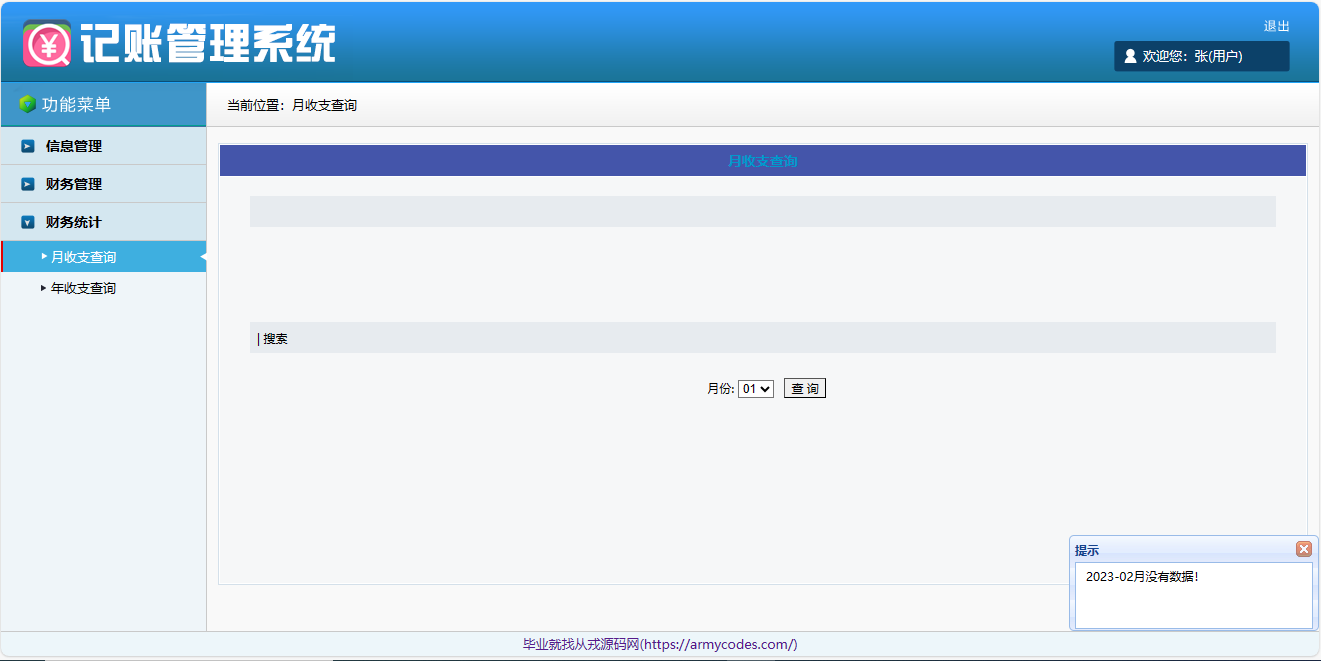 记账管理系统
退出
欢迎您：张(用户)
功能菜单
当前位置：月收支查询
信息管理
财务管理
财务统计
月收支查询
年收支查询
月收支查询
| 搜索
月份: 01 查 询
提示
2023-02月没有数据！
毕业就找从戎源码网(https://armycodes.com/)